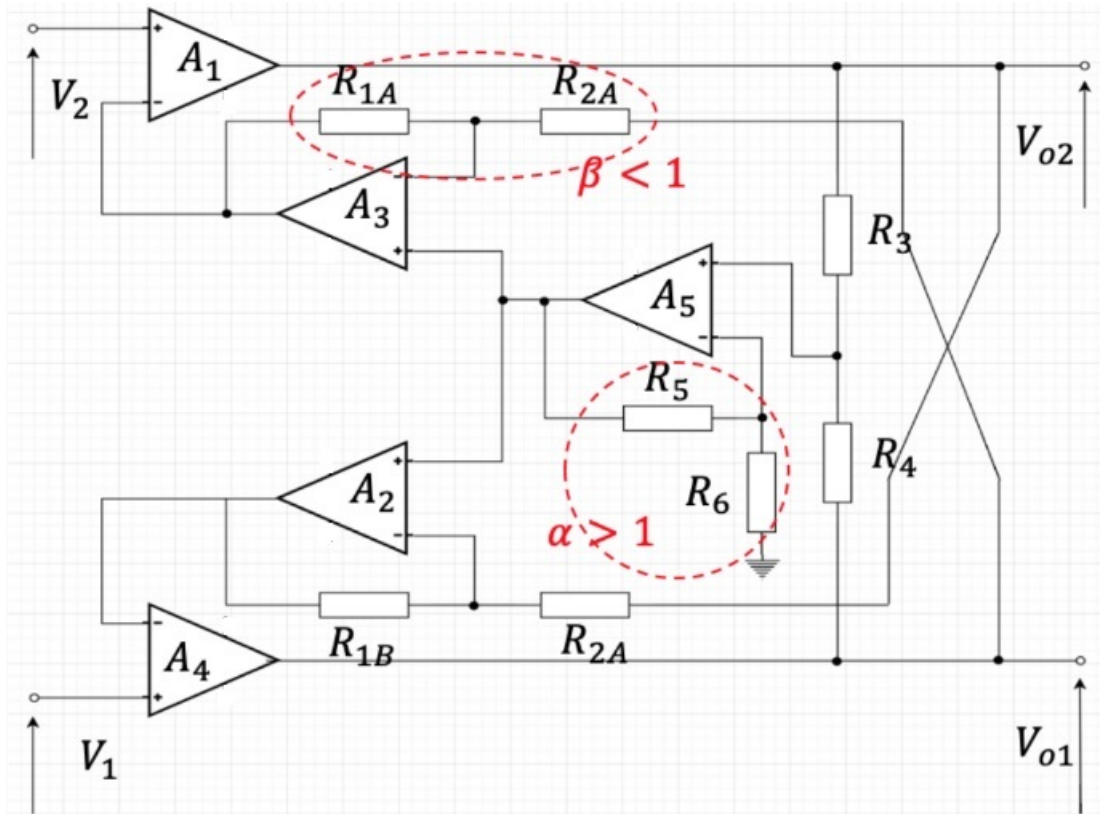 A₁
V₂
R₁A
R₂A
Vo₂
β < 1
A₃
R₃
A₅
R₅
R₄
A₂
R₆
α > 1
R₁B
R₂A
A₄
V₁
Vo₁